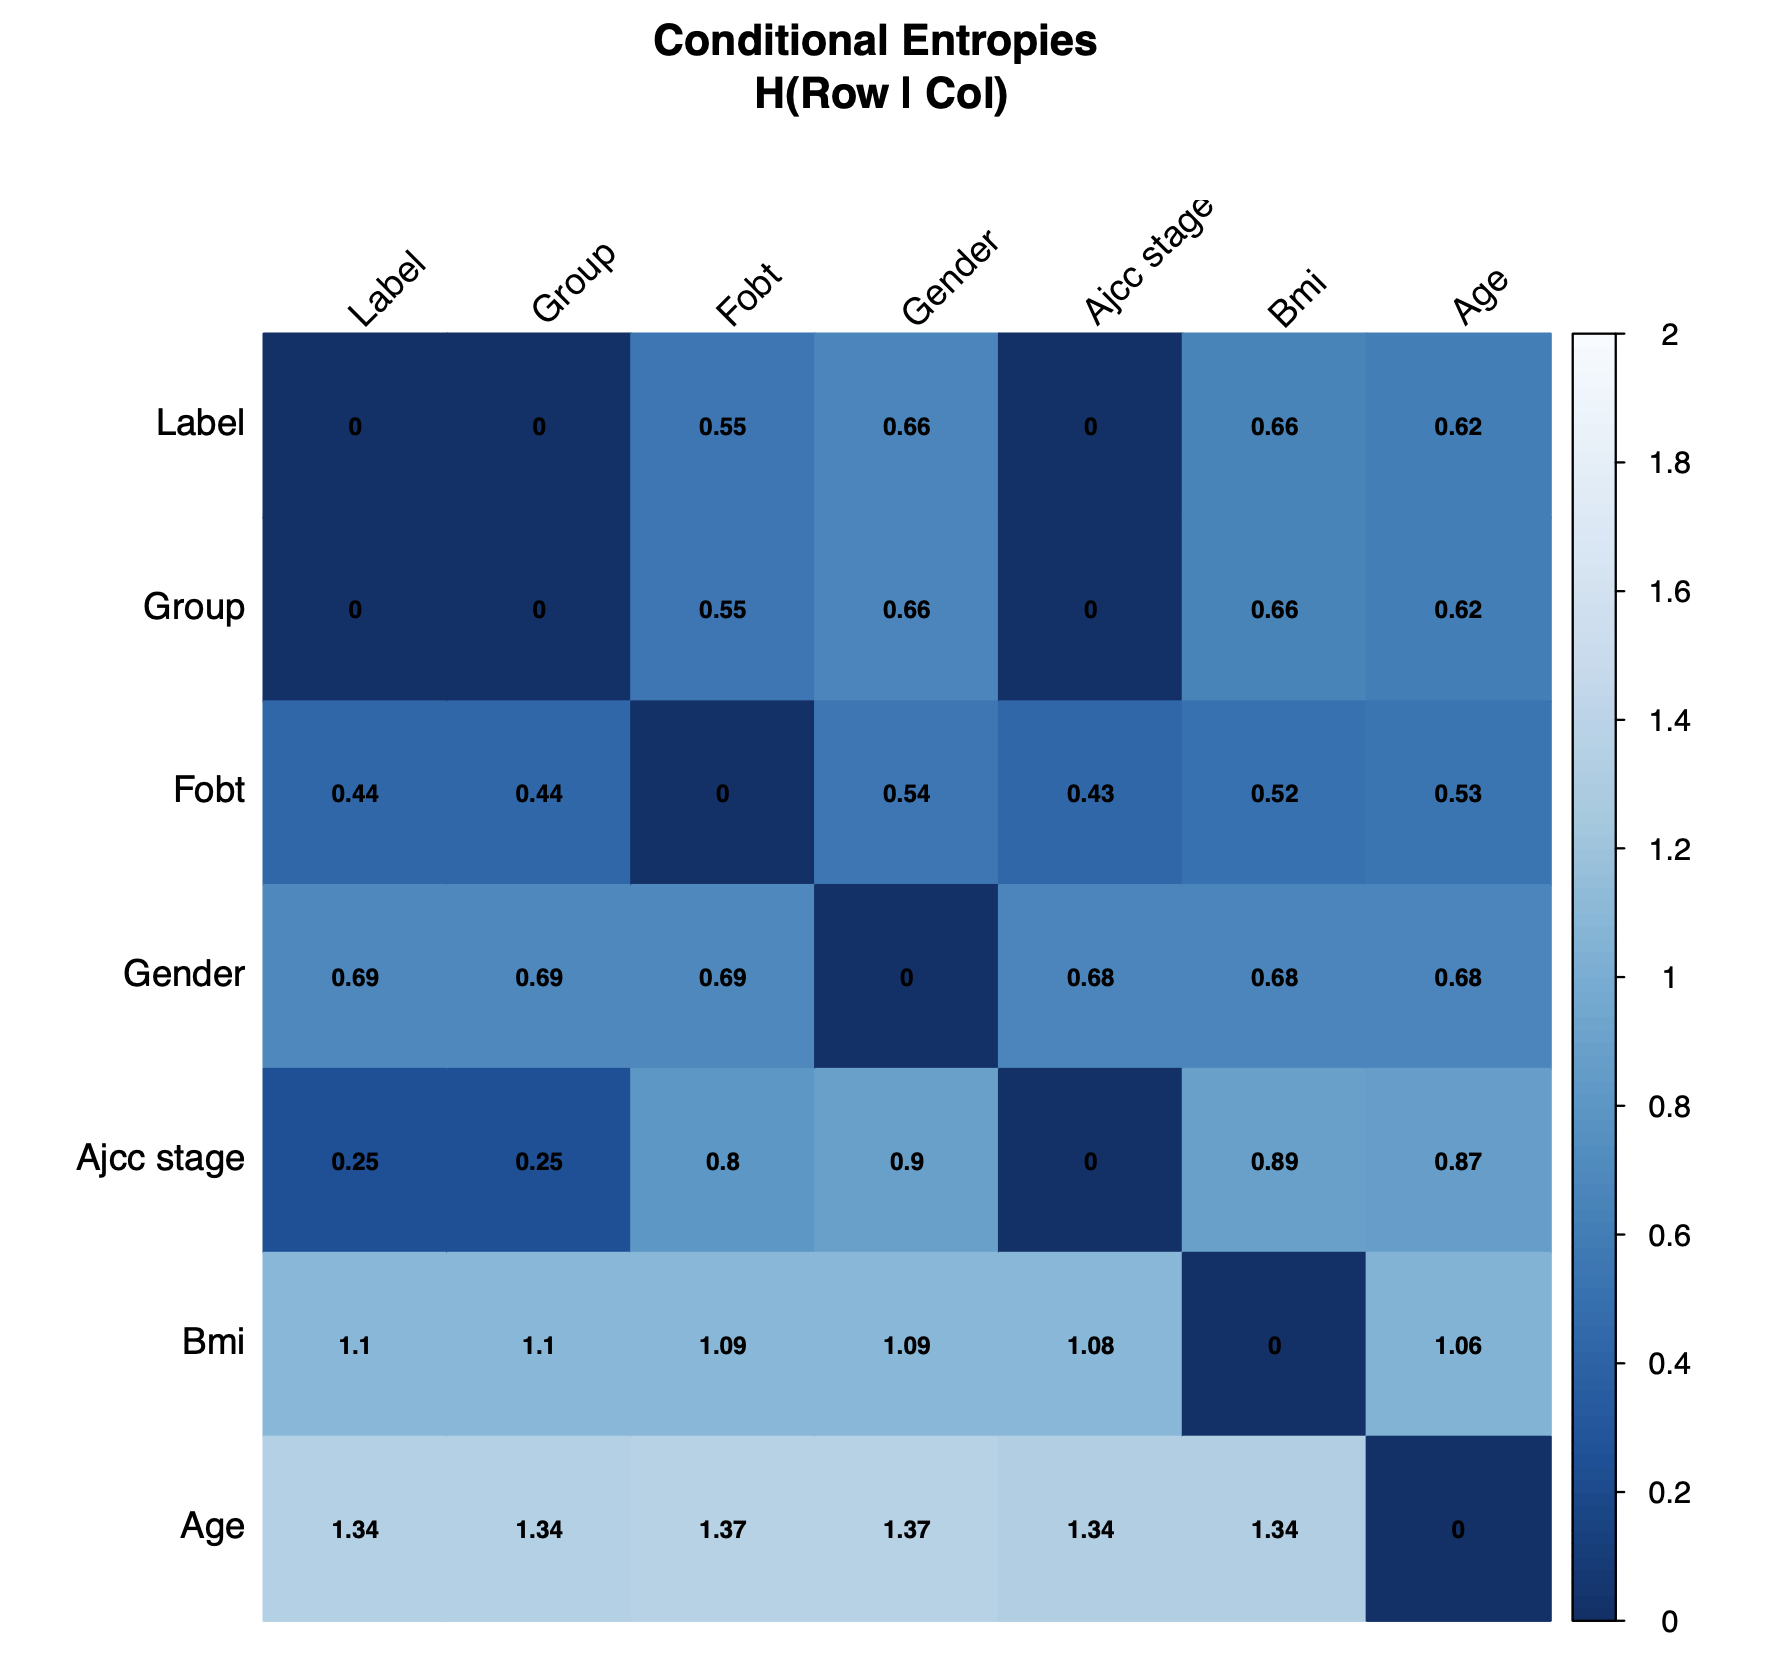 Conditional Entropies
H(Row | Col)
Label Group Fobt Gender Ajcc stage Bmi Age
Label 0 0 0.55 0.66 0 0.66 0.62
Group 0 0 0.55 0.66 0 0.66 0.62
Fobt 0.44 0.44 0 0.54 0.43 0.52 0.53
Gender 0.69 0.69 0.69 0 0.68 0.68 0.68
Ajcc stage 0.25 0.25 0.8 0.9 0 0.89 0.87
Bmi 1.1 1.1 1.09 1.09 1.08 0 1.06
Age 1.34 1.34 1.37 1.37 1.34 1.34 0
2
1.8
1.6
1.4
1.2
1
0.8
0.6
0.4
0.2
0